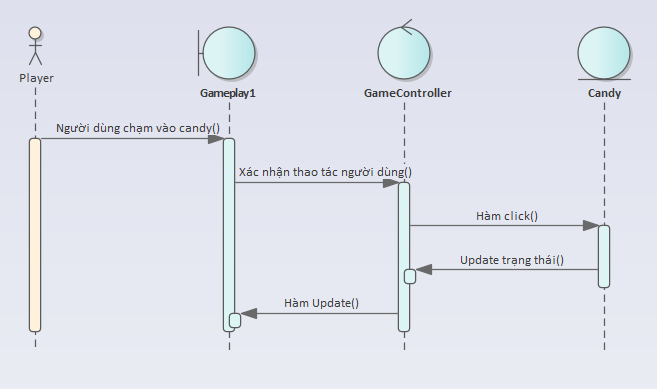 Player
Gameplay1
GameController
Candy
Người dùng chạm vào candy()
Xác nhận thao tác người dùng()
Hàm click()
Update trạng thái()
Hàm Update()